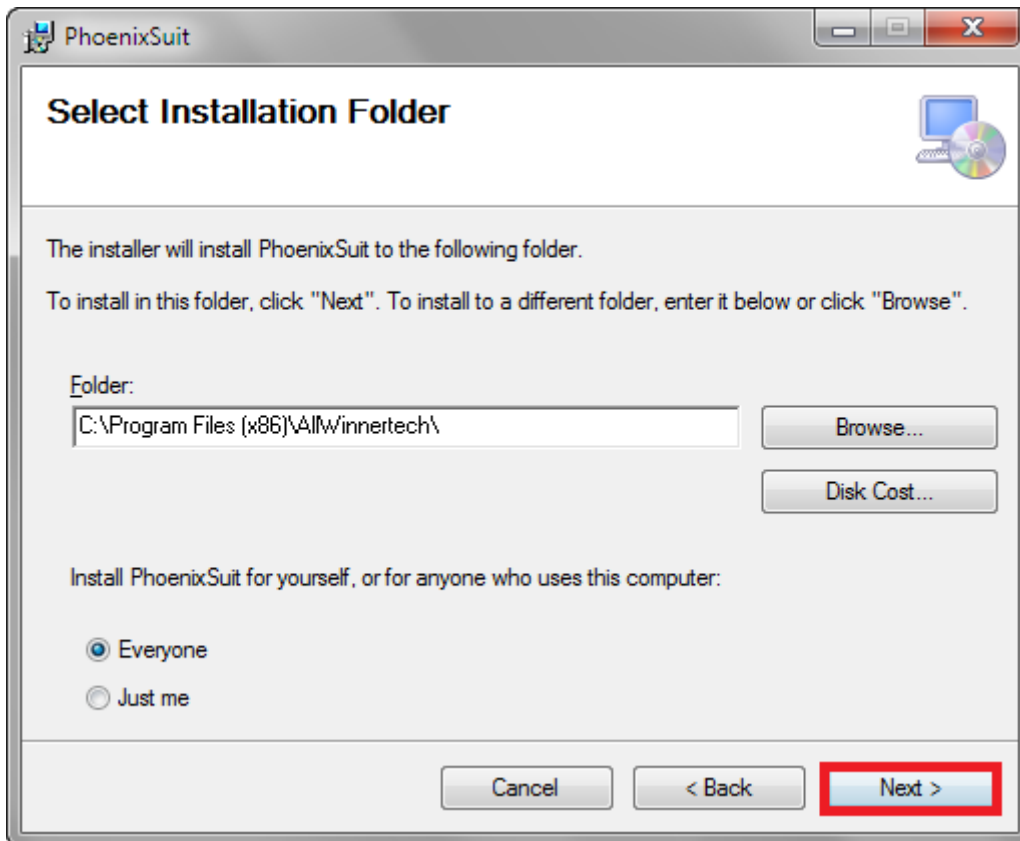 PhoenixSuit
Select Installation Folder
The installer will install PhoenixSuit to the following folder.
To install in this folder, click "Next". To install to a different folder, enter it below or click "Browse".
Folder:
C:\Program Files (x86)\AllWinnertech\
Browse...
Disk Cost...
Install PhoenixSuit for yourself, or for anyone who uses this computer:
Everyone
Just me
Cancel
< Back
Next >